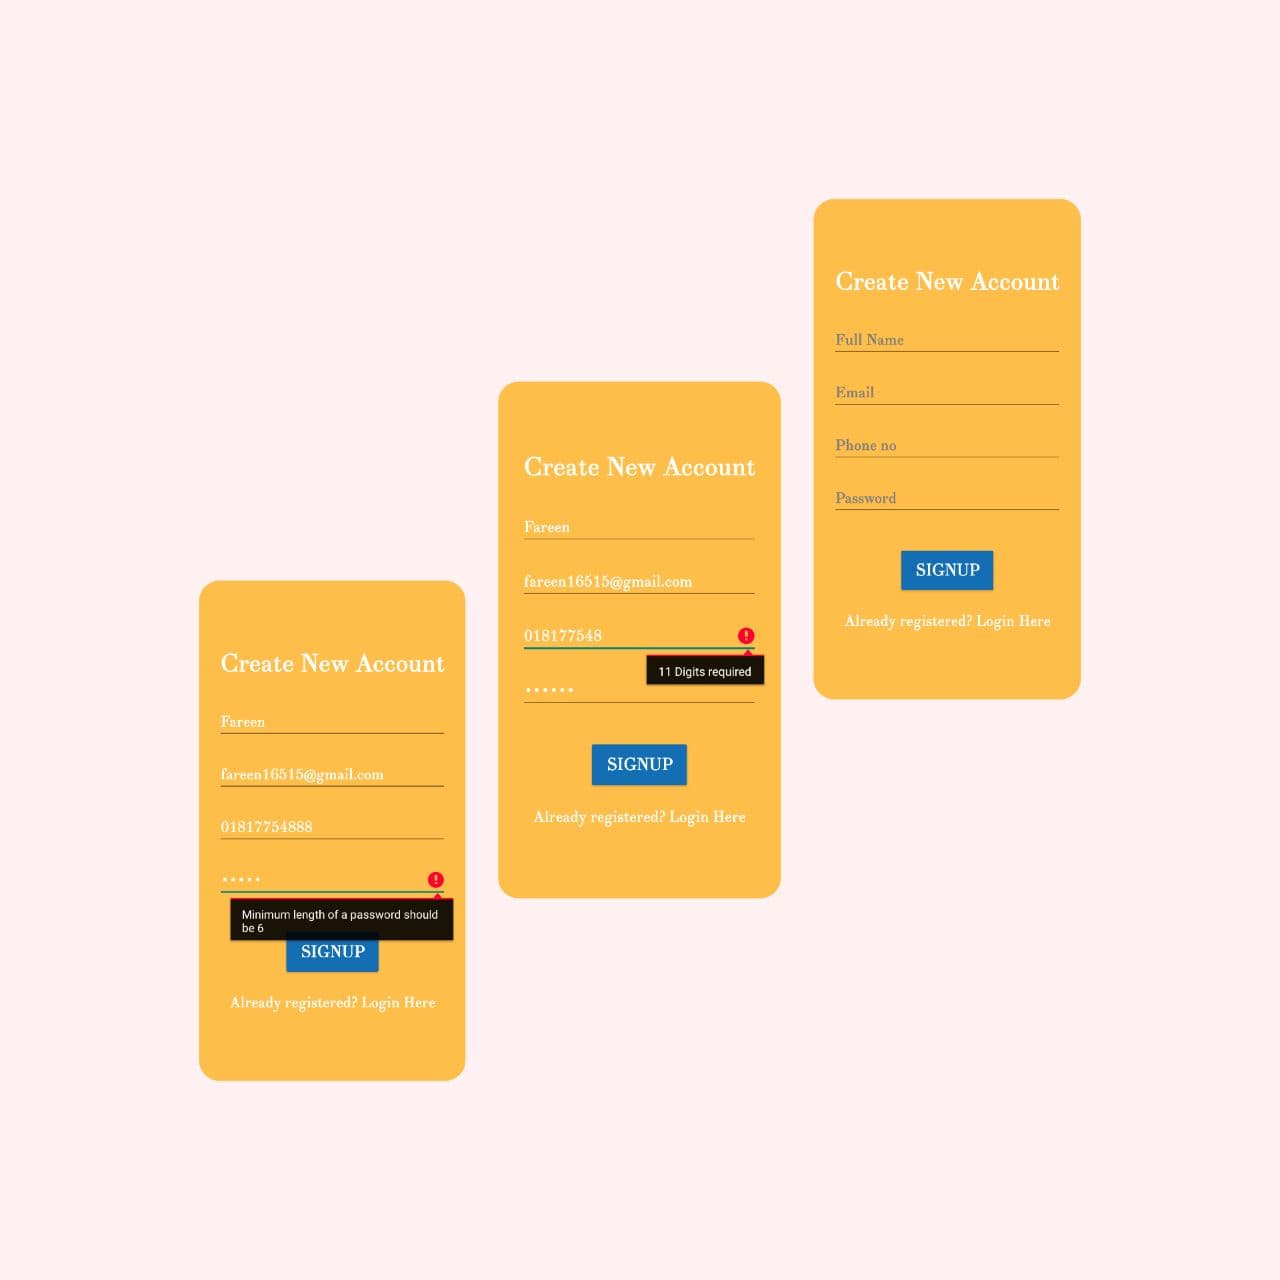 Create New Account
Fareen
fareen16515@gmail.com
01817754888
•••••
Minimum length of a password should
be 6
SIGNUP
Already registered? Login Here
Create New Account
Fareen
fareen16515@gmail.com
018177548
11 Digits required
••••••
SIGNUP
Already registered? Login Here
Create New Account
Full Name
Email
Phone no
Password
SIGNUP
Already registered? Login Here